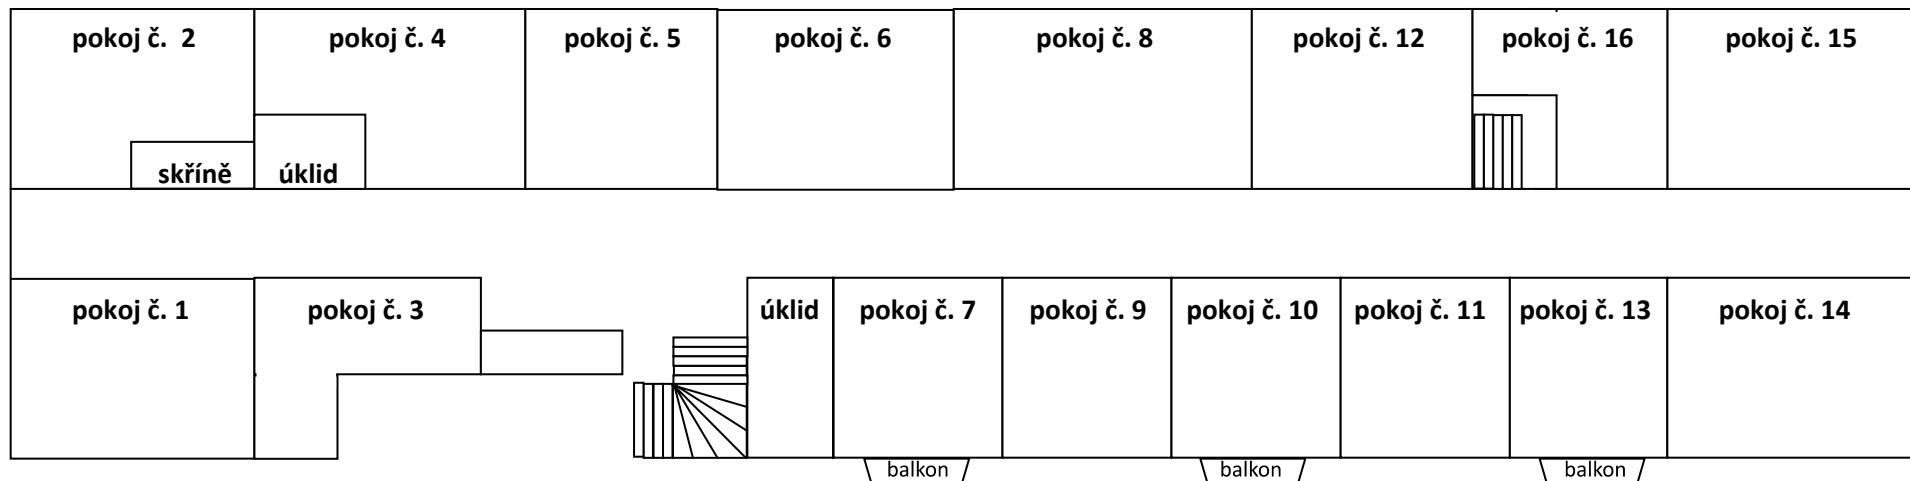 pokoj č. 2
pokoj č. 4
pokoj č. 5
pokoj č. 6
pokoj č. 8
pokoj č. 12
pokoj č. 16
pokoj č. 15
skříně
úklid
pokoj č. 1
pokoj č. 3
úklid
pokoj č. 7
pokoj č. 9
pokoj č. 10
pokoj č. 11
pokoj č. 13
pokoj č. 14
balkon
balkon
balkon